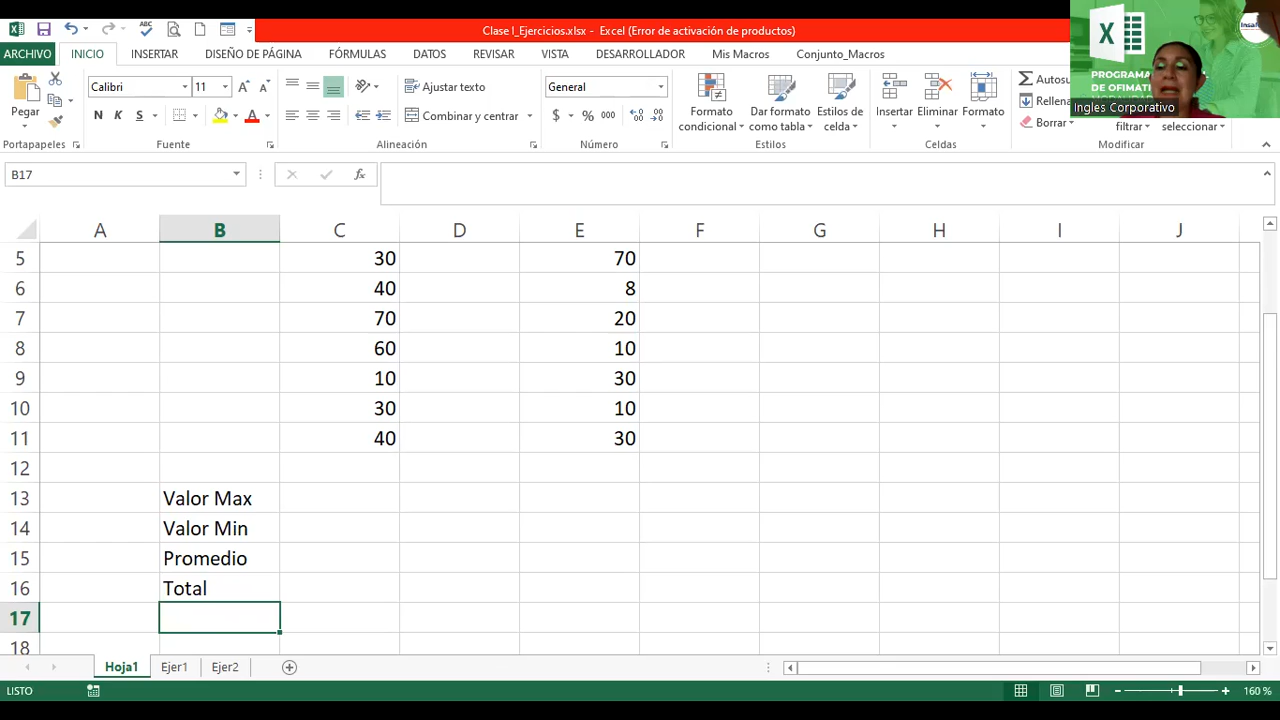 Clase I_Ejercicios.xlsx - Excel (Error de activación de productos)
ARCHIVO INICIO INSERTAR DISEÑO DE PÁGINA FÓRMULAS DATOS REVISAR VISTA DESARROLLADOR Mis Macros Conjunto_Macros
PROGRAMA
DE OFIMATI
Ingles Corporativo
Pegar
Portapapeles
Calibri 11
N K S
Fuente
Ajustar texto
Combinar y centrar
Alineación
General
$ % 000
Número
Formato condicional
Dar formato como tabla
Estilos de celda
Estilos
Insertar Eliminar Formato
Celdas
Σ Autosu
Rellena
Borrar
filtrar seleccionar
Modificar
B17
fx
A B C D E F G H I J
5 30 70
6 40 8
7 70 20
8 60 10
9 10 30
10 30 10
11 40 30
12
13 Valor Max
14 Valor Min
15 Promedio
16 Total
17
18
Hoja1 Ejer1 Ejer2
LISTO
160 %